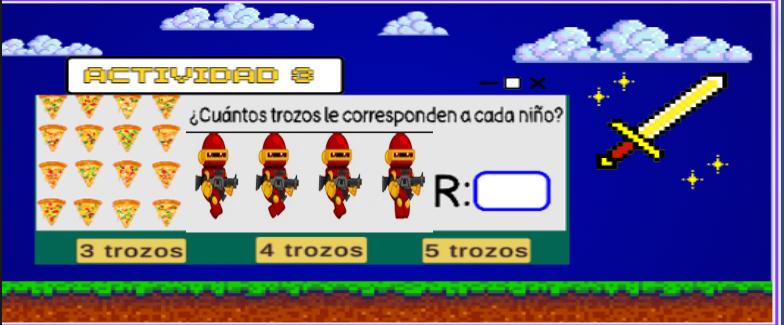 ACTIVIDAD 3
¿Cuántos trozos le corresponden a cada niño?
R:
3 trozos
4 trozos
5 trozos